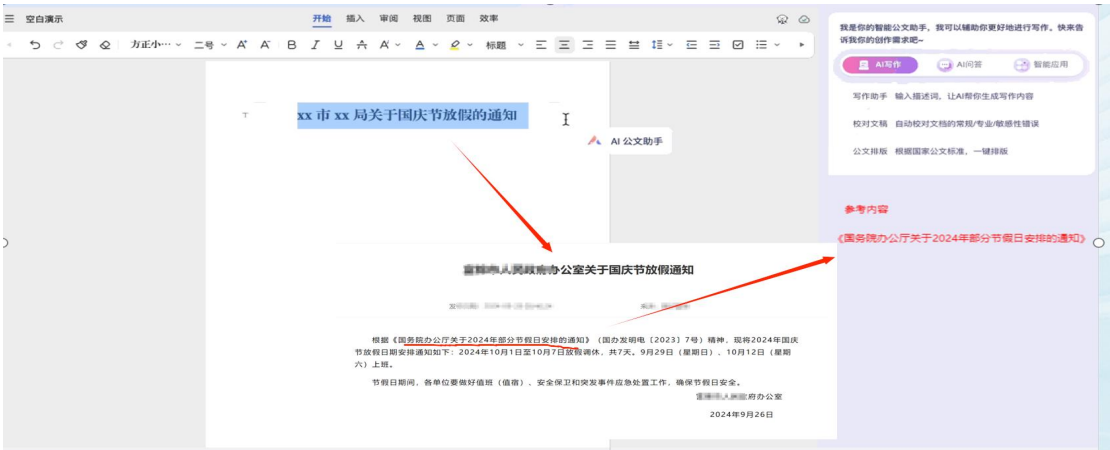 空白演示
开始 插入 审阅 视图 页面 效率
方正小··· 二号 A+ A- B I U A A A 标题
我是你的智能公文助手，我可以辅助你更好地进行写作。快来告
诉我你的创作需求吧~
AI写作 AI问答 智能应用
写作助手 输入描述词，让AI帮你生成写作内容
校对文稿 自动校对文档的常规/专业/敏感性错误
公文排版 根据国家公文标准，一键排版
xx 市 xx 局关于国庆节放假的通知
AI 公文助手
参考内容
《国务院办公厅关于2024年部分节假日安排的通知》
办公室关于国庆节放假通知
根据《国务院办公厅关于2024年部分节假日安排的通知》（国办发明电〔2023〕7号）精神，现将2024年国庆
节放假日期安排通知如下：2024年10月1日至10月7日放假调休，共7天。9月29日（星期日）、10月12日（星期
六）上班。
节假日期间，各单位要做好值班（值宿）、安全保卫和突发事件应急处置工作，确保节假日安全。
府办公室
2024年9月26日